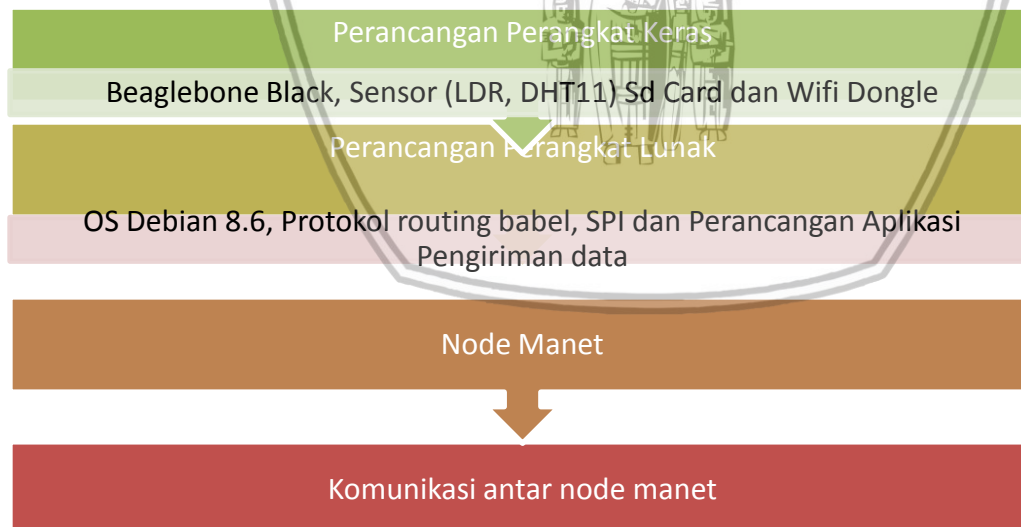 Perancangan Perangkat Keras
Beaglebone Black, Sensor (LDR, DHT11) Sd Card dan Wifi Dongle
Perancangan Perangkat Lunak
OS Debian 8.6, Protokol routing babel, SPI dan Perancangan Aplikasi
Pengiriman data
Node Manet
Komunikasi antar node manet